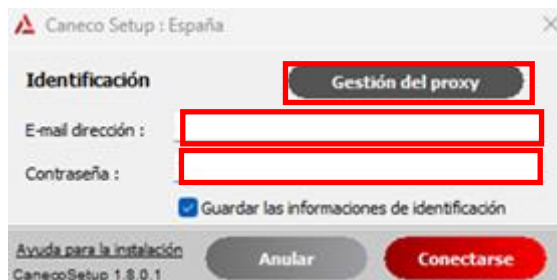 Caneco Setup : España
Identificación
Gestión del proxy
E-mail dirección :
Contraseña :
Guardar las informaciones de identificación
Ayuda para la instalación
Anular
Conectarse
CanecoSetup 1.8.0.1